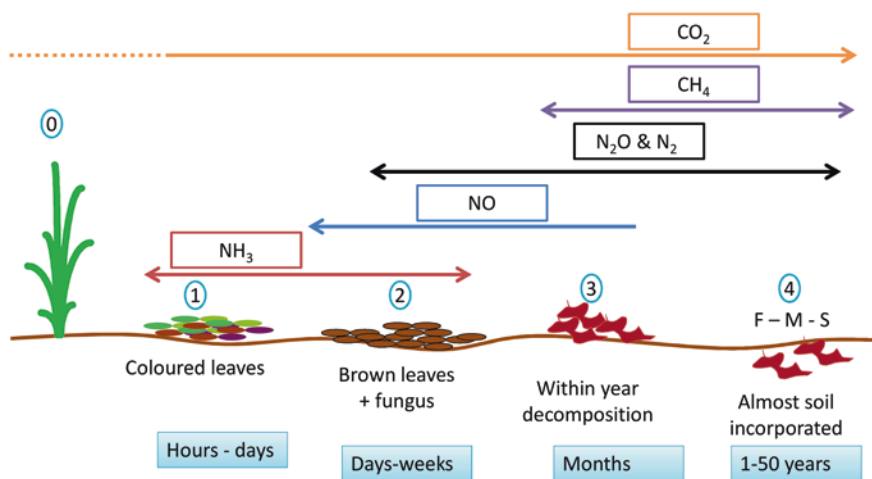 CO₂
CH₄
0
N₂O & N₂
NO
NH₃
1
2
3
4
F – M - S
Coloured leaves
Brown leaves
+ fungus
Within year
decomposition
Almost soil
incorporated
Hours - days
Days-weeks
Months
1-50 years